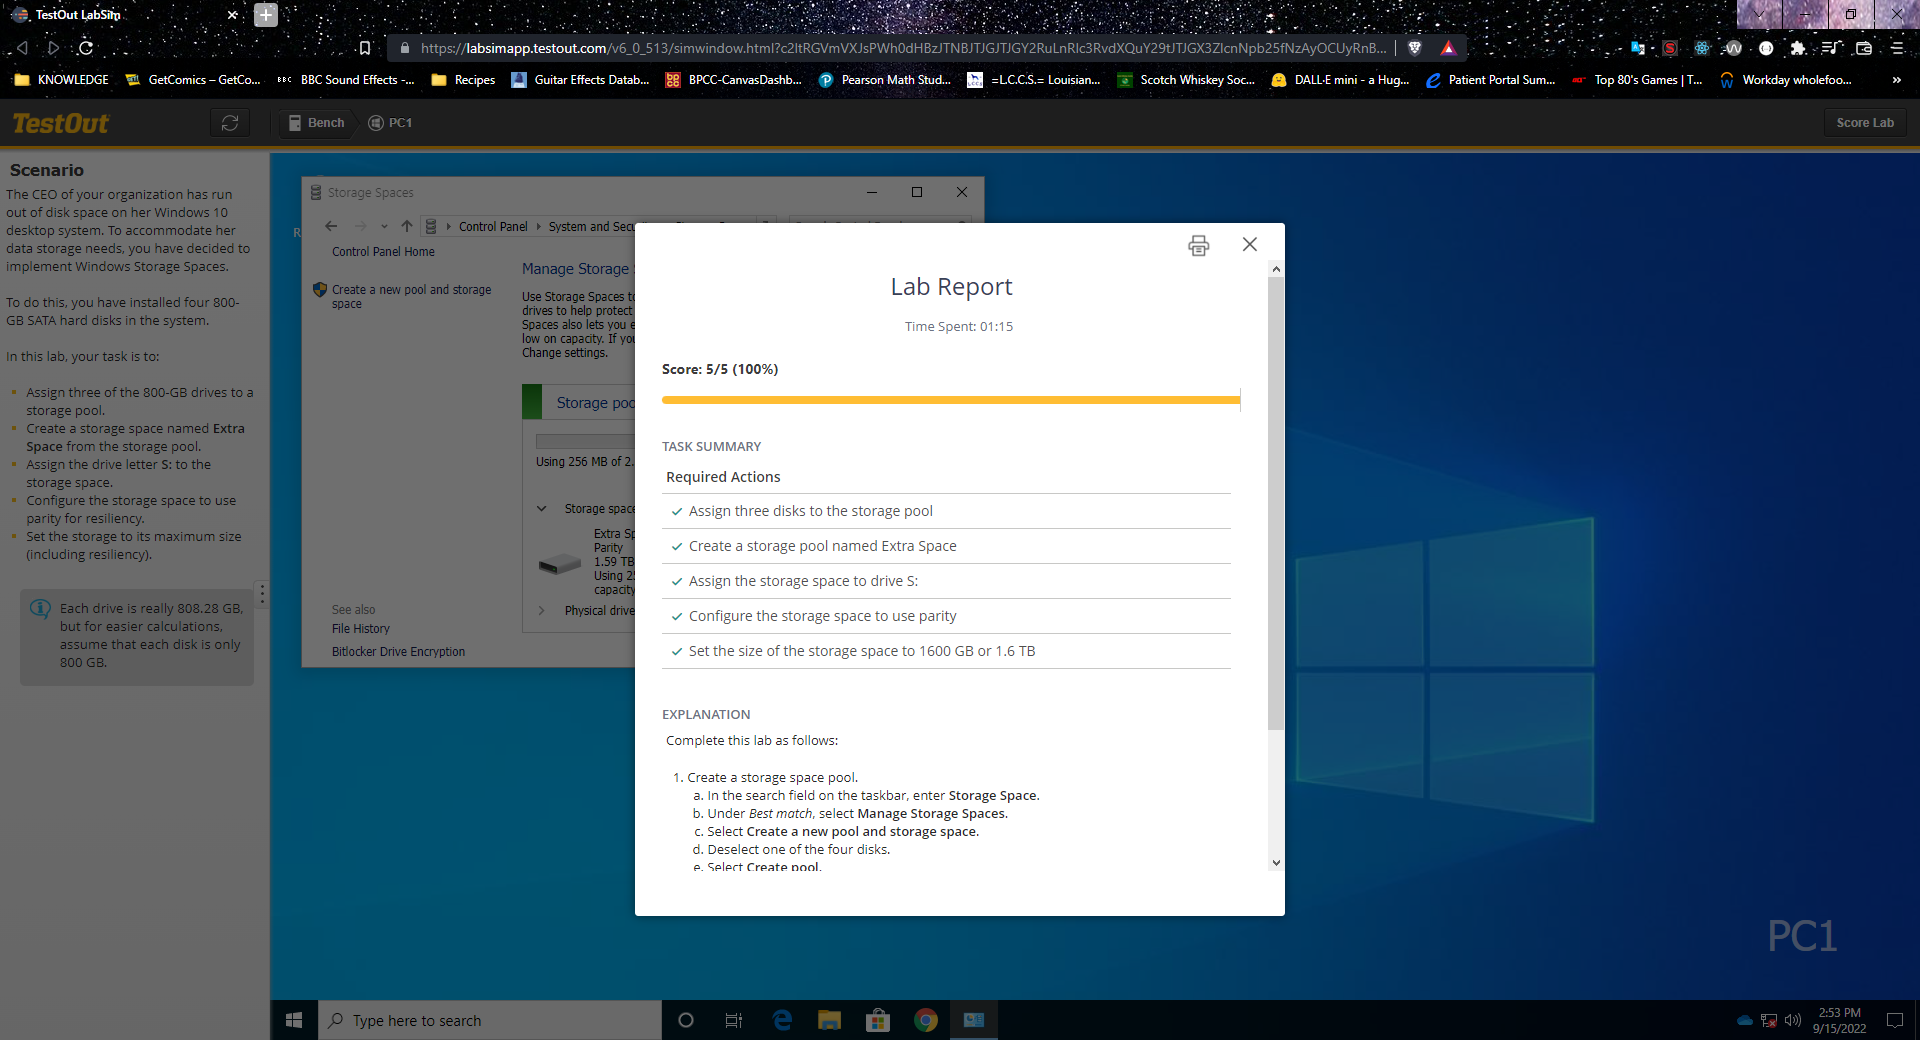 TestOut LabSim
https://labsimapp.testout.com/v6_0_513/simwindow.html?c2ltRGVmVXJsPWh0dHBzJTNBJTJGJTJGY2RuLnRlc3RvdXQuY29tJTJGX3ZlcnNpb25fNzAyOCUyRnB...
KNOWLEDGE
GetComics – GetCo...
BBC
BBC Sound Effects -...
Recipes
Guitar Effects Datab...
BPCC-CanvasDashb...
Pearson Math Stud...
=L.C.C.S.= Louisian...
Scotch Whiskey Soc...
DALL·E mini - a Hug...
Patient Portal Sum...
Top 80's Games | T...
Workday wholefoo...
»
TestOut
Bench
PC1
Score Lab
Scenario
The CEO of your organization has run
out of disk space on her Windows 10
desktop system. To accommodate her
data storage needs, you have decided to
implement Windows Storage Spaces.
To do this, you have installed four 800-
GB SATA hard disks in the system.
In this lab, your task is to:
Assign three of the 800-GB drives to a
storage pool.
Create a storage space named Extra
Space from the storage pool.
Assign the drive letter S: to the
storage space.
Configure the storage space to use
parity for resiliency.
Set the storage to its maximum size
(including resiliency).
Each drive is really 808.28 GB,
but for easier calculations,
assume that each disk is only
800 GB.
R
Storage Spaces
Control Panel
System and Secu
Control Panel Home
Create a new pool and storage
space
See also
File History
Bitlocker Drive Encryption
Manage Storage
Use Storage Spaces to
drives to help protect
Spaces also lets you e
low on capacity. If you
Change settings.
Storage poo
Using 256 MB of 2.
Storage space
Extra Sp
Parity
1.59 TB
Using 25
capacity
Physical drive
Lab Report
Time Spent: 01:15
Score: 5/5 (100%)
TASK SUMMARY
Required Actions
Assign three disks to the storage pool
Create a storage pool named Extra Space
Assign the storage space to drive S:
Configure the storage space to use parity
Set the size of the storage space to 1600 GB or 1.6 TB
EXPLANATION
Complete this lab as follows:
1. Create a storage space pool.
a. In the search field on the taskbar, enter Storage Space.
b. Under Best match, select Manage Storage Spaces.
c. Select Create a new pool and storage space.
d. Deselect one of the four disks.
e. Select Create pool.
PC1
Type here to search
2:53 PM
9/15/2022